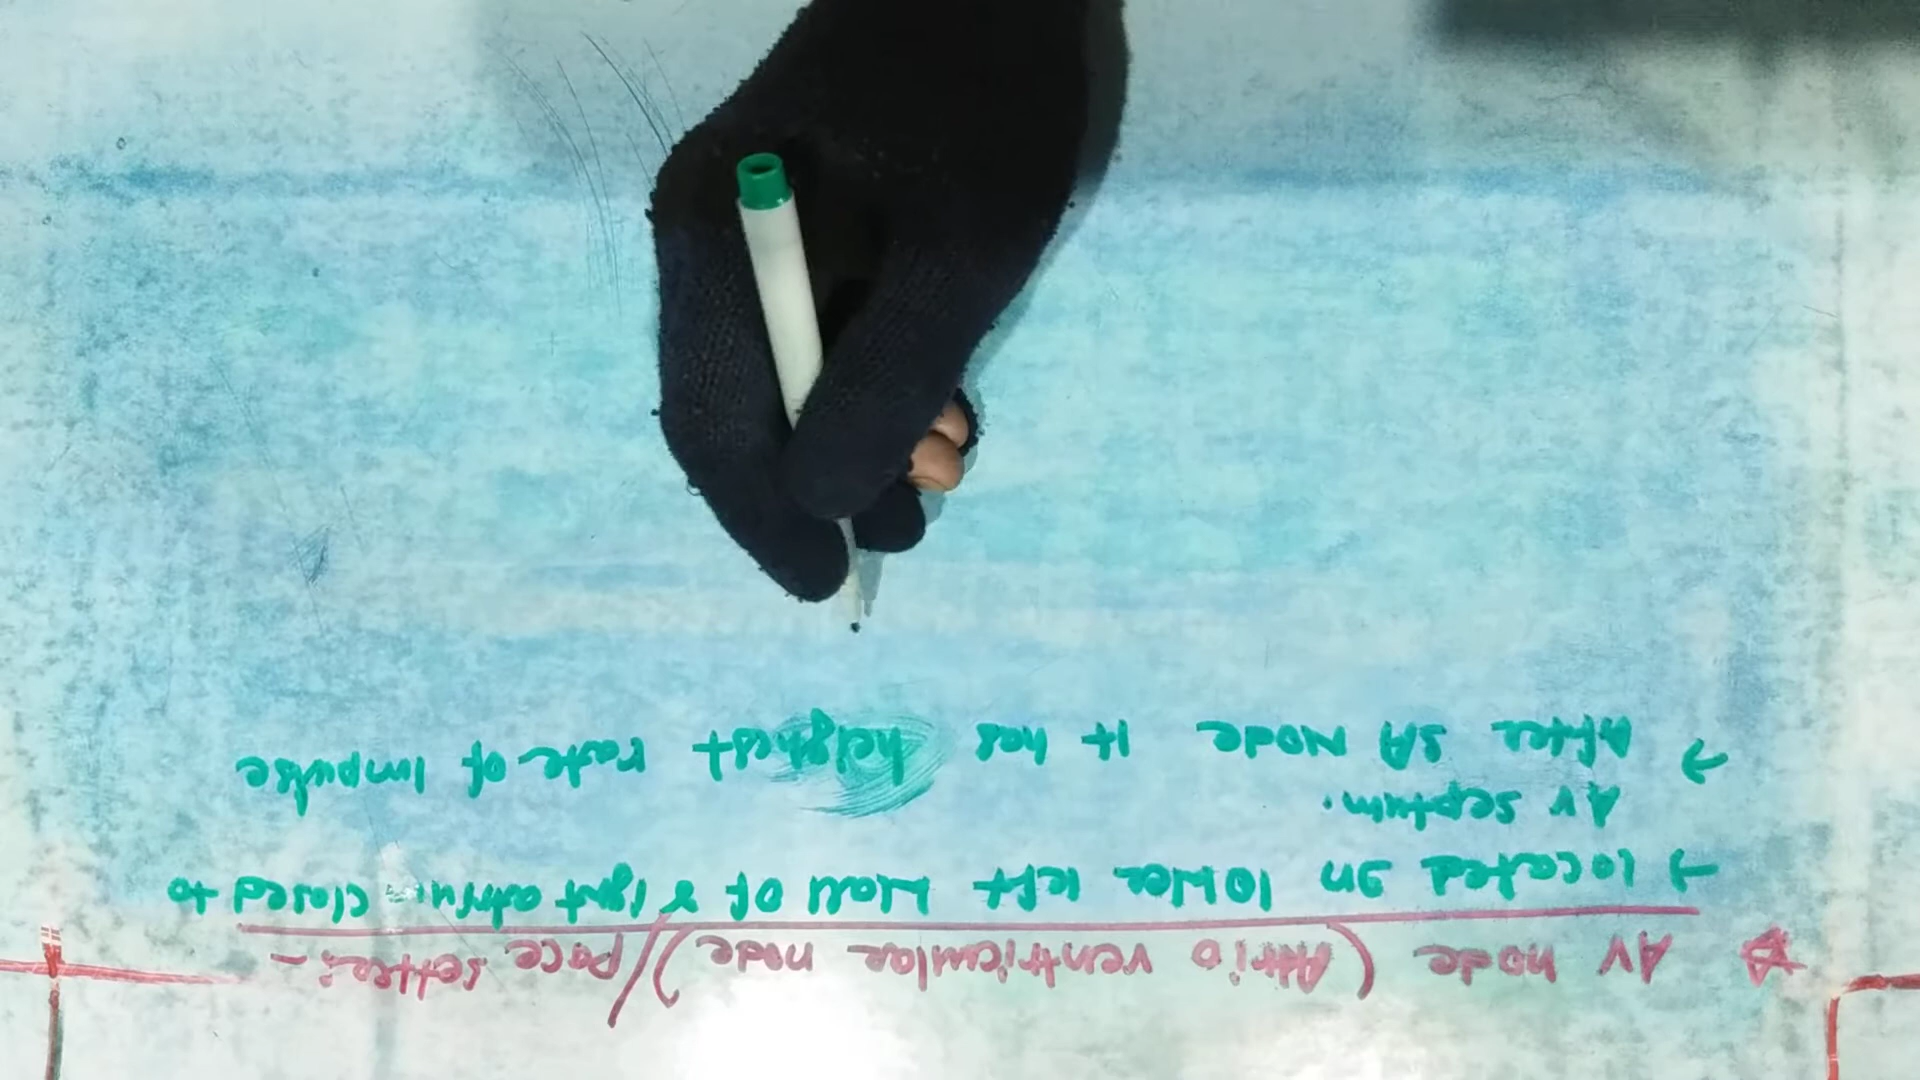 ☆ AV node (Atrio ventricular node)/pace setter:-
→ located In lower left wall of right atrium closed to
AV septum.
→ After SA Node it has heighest rate of Impulse